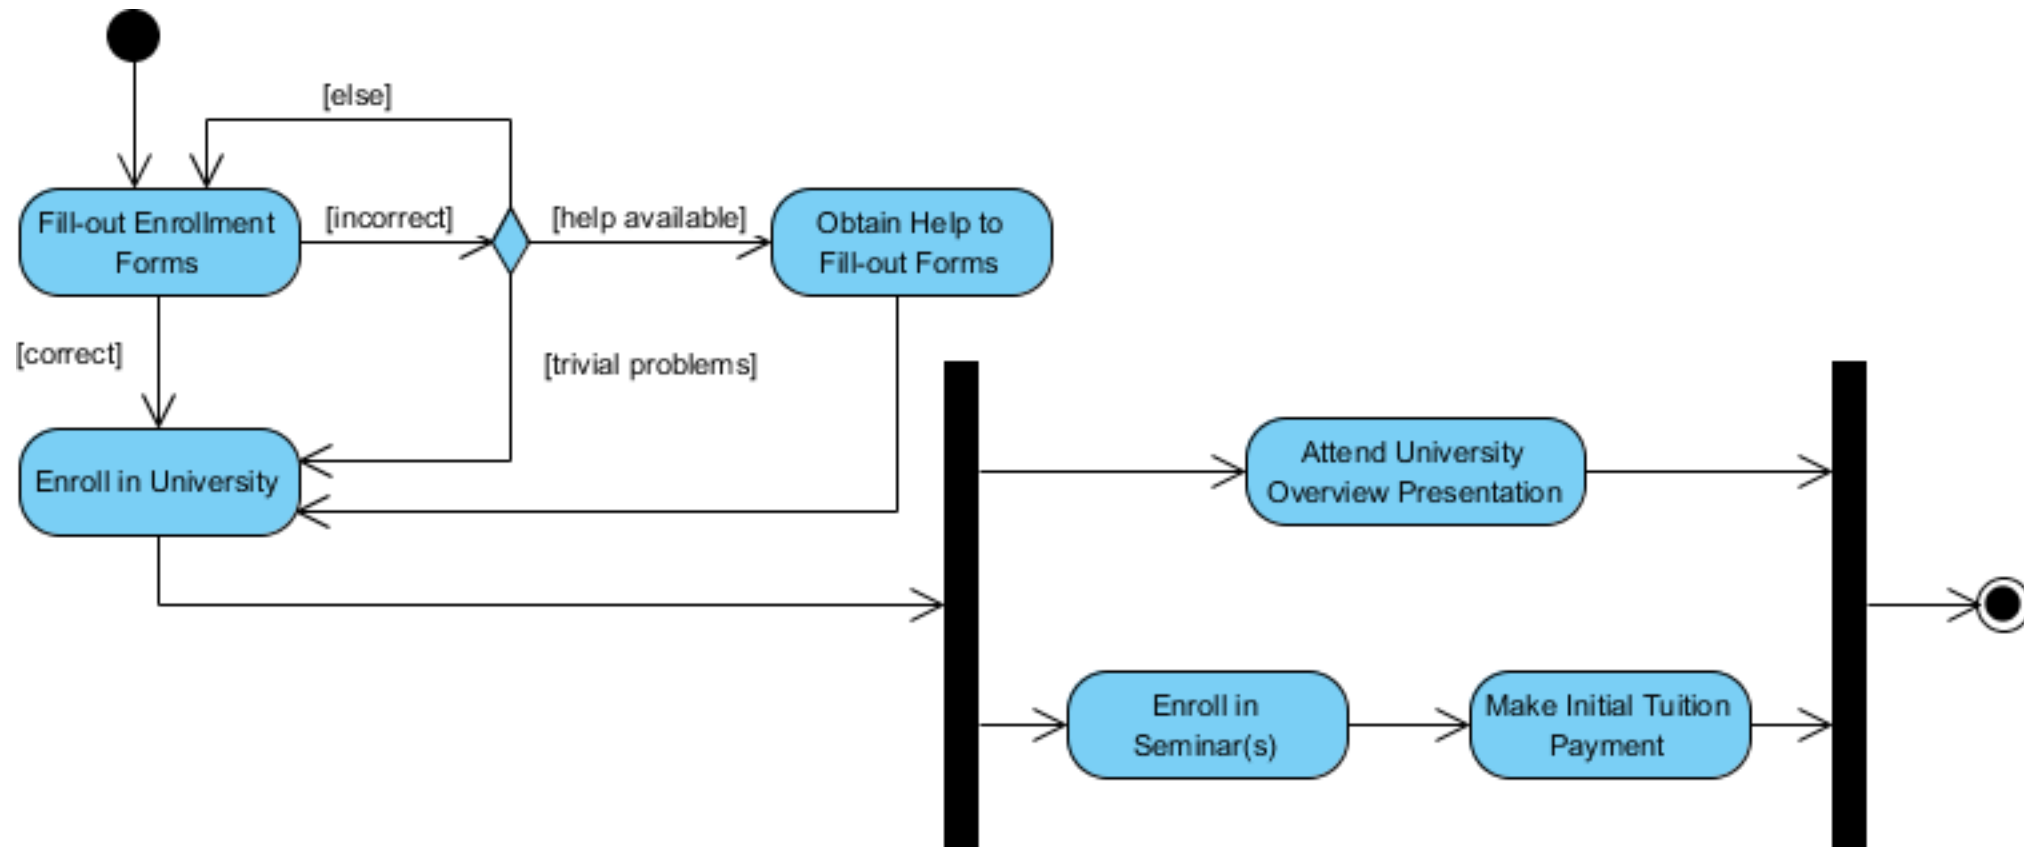 [else]
Fill-out Enrollment
Forms
[incorrect]
[help available]
Obtain Help to
Fill-out Forms
[correct]
[trivial problems]
Enroll in University
Attend University
Overview Presentation
Enroll in
Seminar(s)
Make Initial Tuition
Payment